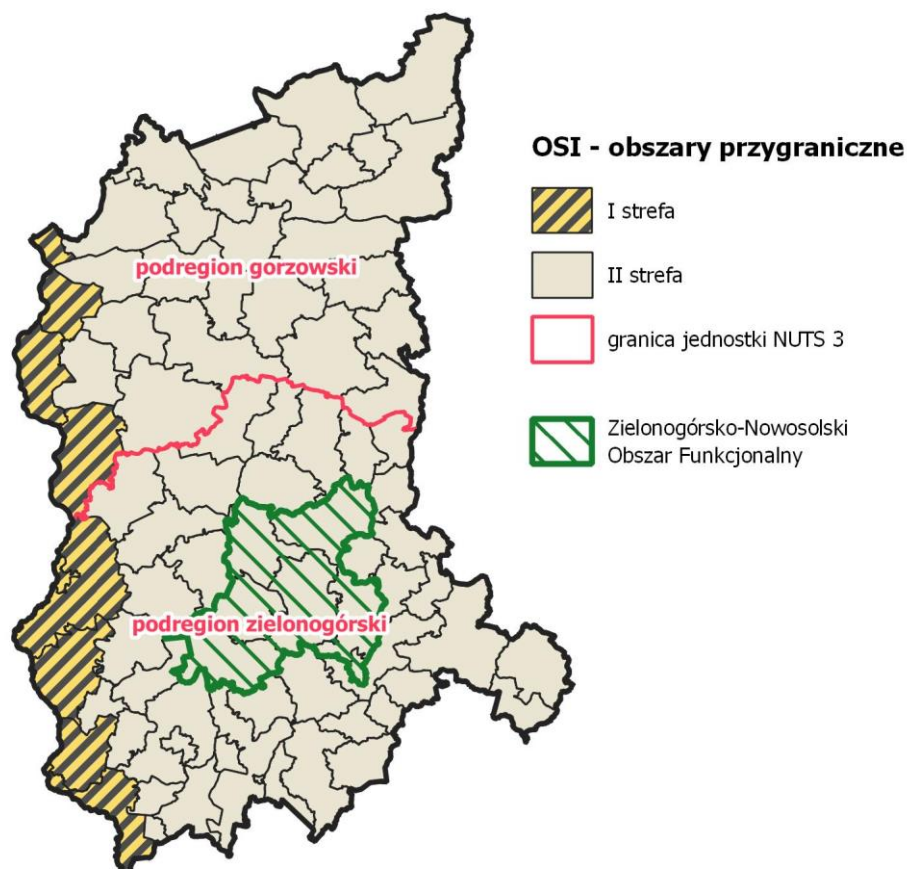 OSI - obszary przygraniczne
I strefa
II strefa
granica jednostki NUTS 3
Zielonogórsko-Nowosolski
Obszar Funkcjonalny
podregion gorzowski
podregion zielonogórski